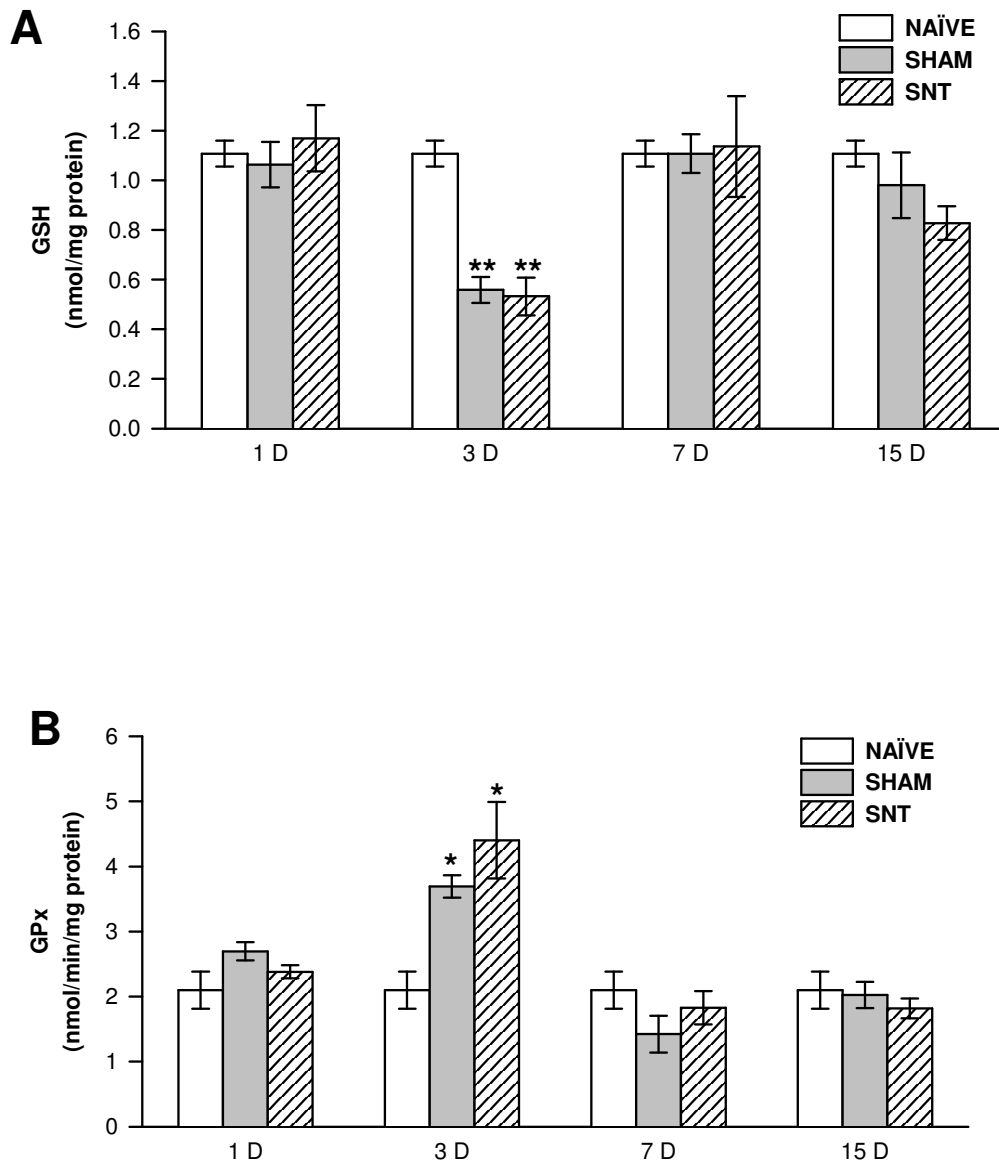 A
NAÏVE
SHAM
SNT
GSH
(nmol/mg protein)
1.6
1.4
1.2
1.0
0.8
0.6
0.4
0.2
0.0
** **
1 D 3 D 7 D 15 D
B
NAÏVE
SHAM
SNT
GPx
(nmol/min/mg protein)
6
5
4
3
2
1
0
* *
1 D 3 D 7 D 15 D